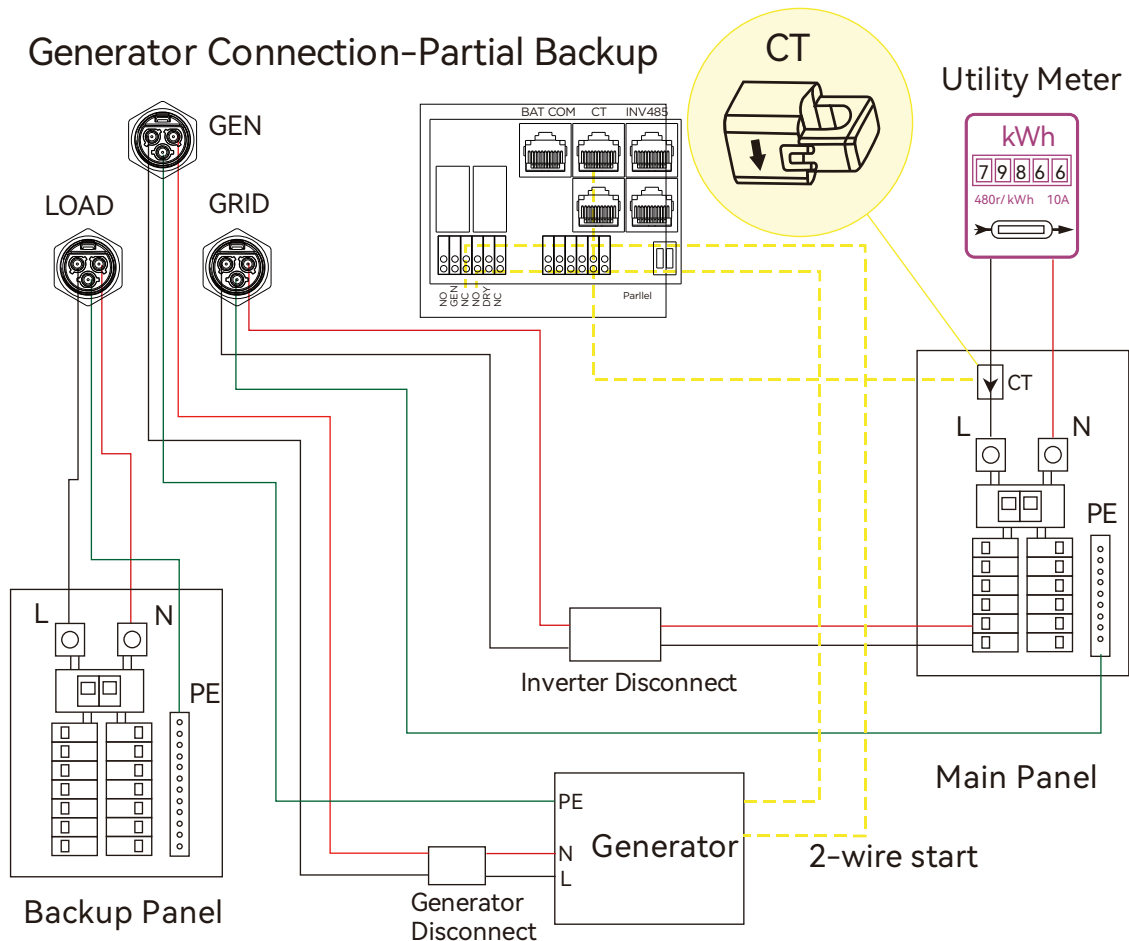 Generator Connection-Partial Backup
CT
Utility Meter
GEN
LOAD
GRID
BAT COM CT INV485
kWh
79866
480r/kWh 10A
NO
GEN
NC
NO
DRY
NC
Parllel
CT
L
N
PE
L
N
PE
Inverter Disconnect
Main Panel
PE
Generator
N
L
2-wire start
Generator
Disconnect
Backup Panel